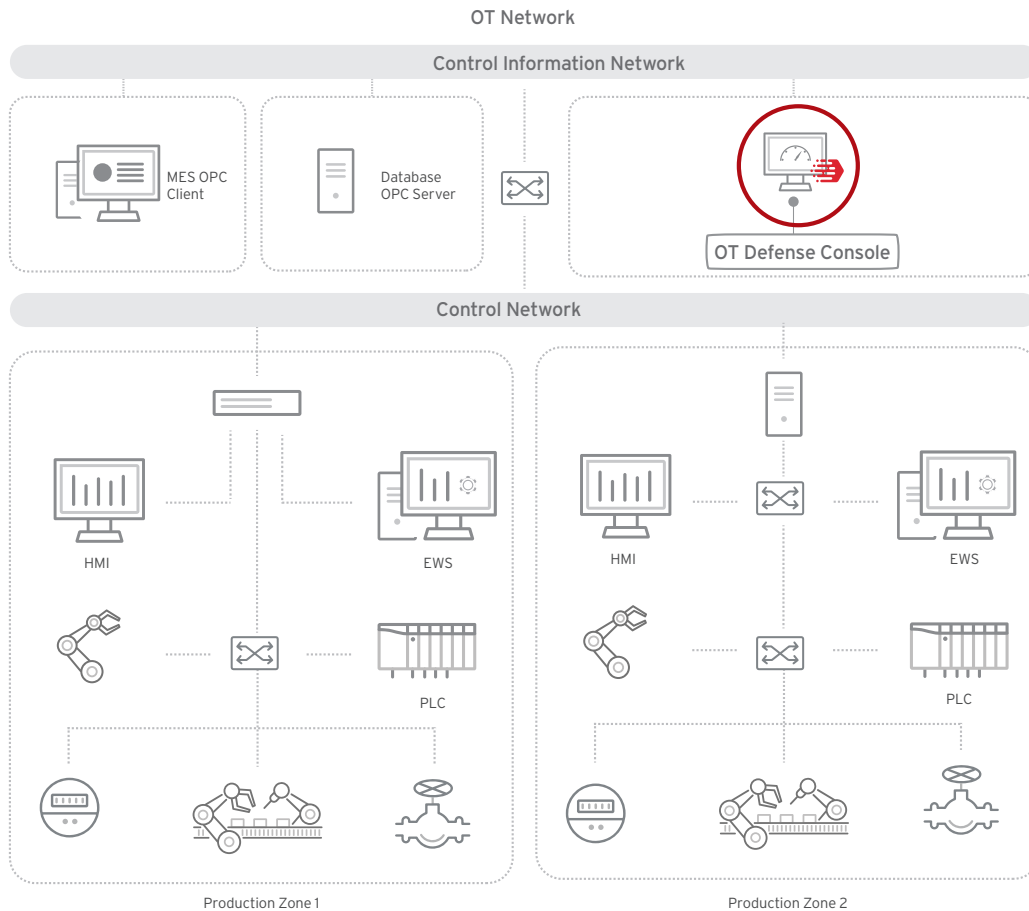 OT Network
Control Information Network
MES OPC
Client
Database
OPC Server
OT Defense Console
Control Network
HMI
EWS
HMI
EWS
PLC
PLC
Production Zone 1
Production Zone 2